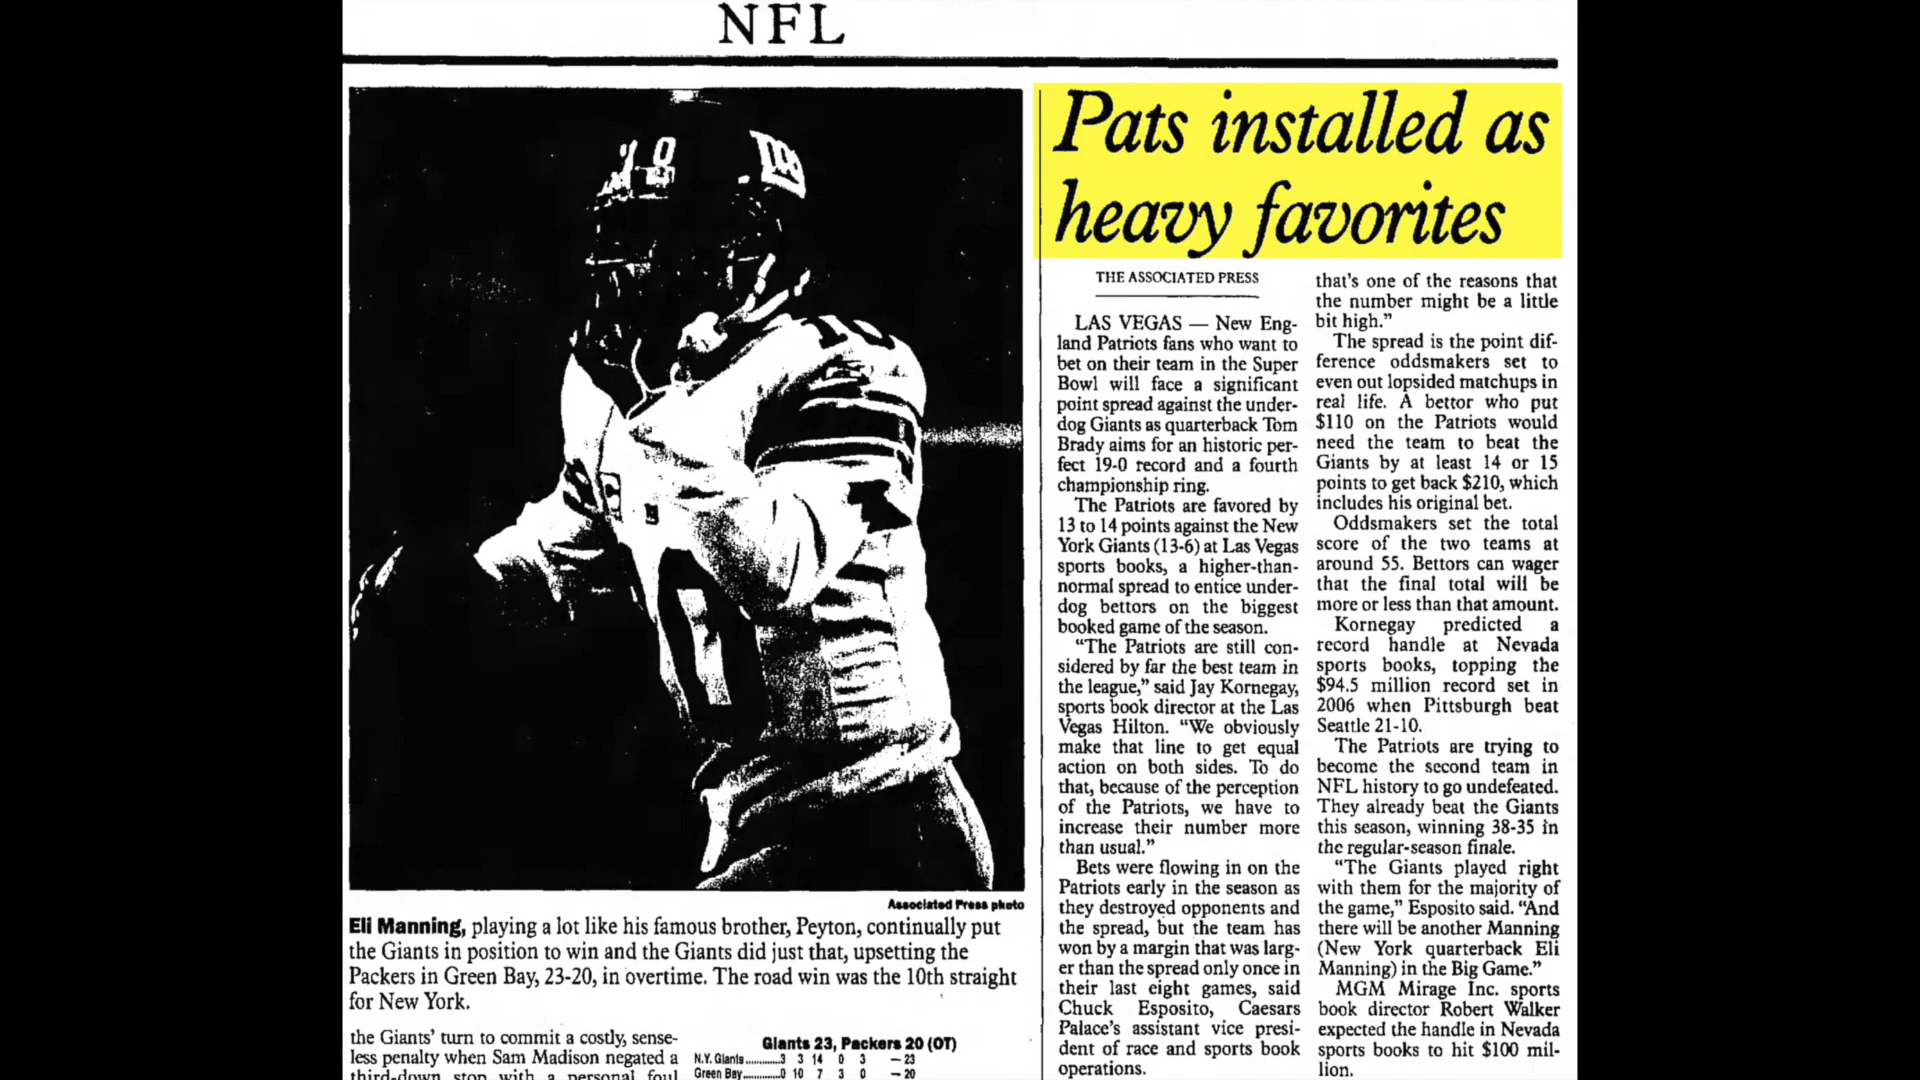 NFL
Pats installed as
heavy favorites
THE ASSOCIATED PRESS
LAS VEGAS — New Eng-
land Patriots fans who want to
bet on their team in the Super
Bowl will face a significant
point spread against the under-
dog Giants as quarterback Tom
Brady aims for an historic per-
fect 19-0 record and a fourth
championship ring.
The Patriots are favored by
13 to 14 points against the New
York Giants (13-6) at Las Vegas
sports books, a higher-than-
normal spread to entice under-
dog bettors on the biggest
booked game of the season.
“The Patriots are still con-
sidered by far the best team in
the league,” said Jay Kornegay,
sports book director at the Las
Vegas Hilton. “We obviously
make that line to get equal
action on both sides. To do
that, because of the perception
of the Patriots, we have to
increase their number more
than usual.”
Bets were flowing in on the
Patriots early in the season as
they destroyed opponents and
the spread, but the team has
won by a margin that was larg-
er than the spread only once in
their last eight games, said
Chuck Esposito, Caesars
Palace’s assistant vice presi-
dent of race and sports book
operations.
that’s one of the reasons that
the number might be a little
bit high.”
The spread is the point dif-
ference oddsmakers set to
even out lopsided matchups in
real life. A bettor who put
$110 on the Patriots would
need the team to beat the
Giants by at least 14 or 15
points to get back $210, which
includes his original bet.
Oddsmakers set the total
score of the two teams at
around 55. Bettors can wager
that the final total will be
more or less than that amount.
Kornegay predicted a
record handle at Nevada
sports books, topping the
$94.5 million record set in
2006 when Pittsburgh beat
Seattle 21-10.
The Patriots are trying to
become the second team in
NFL history to go undefeated.
They already beat the Giants
this season, winning 38-35 in
the regular-season finale.
“The Giants played right
with them for the majority of
the game,” Esposito said. “And
there will be another Manning
(New York quarterback Eli
Manning) in the Big Game.”
MGM Mirage Inc. sports
book director Robert Walker
expected the handle in Nevada
sports books to hit $100 mil-
lion.
Associated Press photo
Eli Manning, playing a lot like his famous brother, Peyton, continually put
the Giants in position to win and the Giants did just that, upsetting the
Packers in Green Bay, 23-20, in overtime. The road win was the 10th straight
for New York.
the Giants’ turn to commit a costly, sense-
less penalty when Sam Madison negated a
third-down stop with a personal foul
Giants 23, Packers 20 (OT)
N.Y. Giants .............3 3 14 0 3 — 23
Green Bay .............0 10 7 3 0 — 20